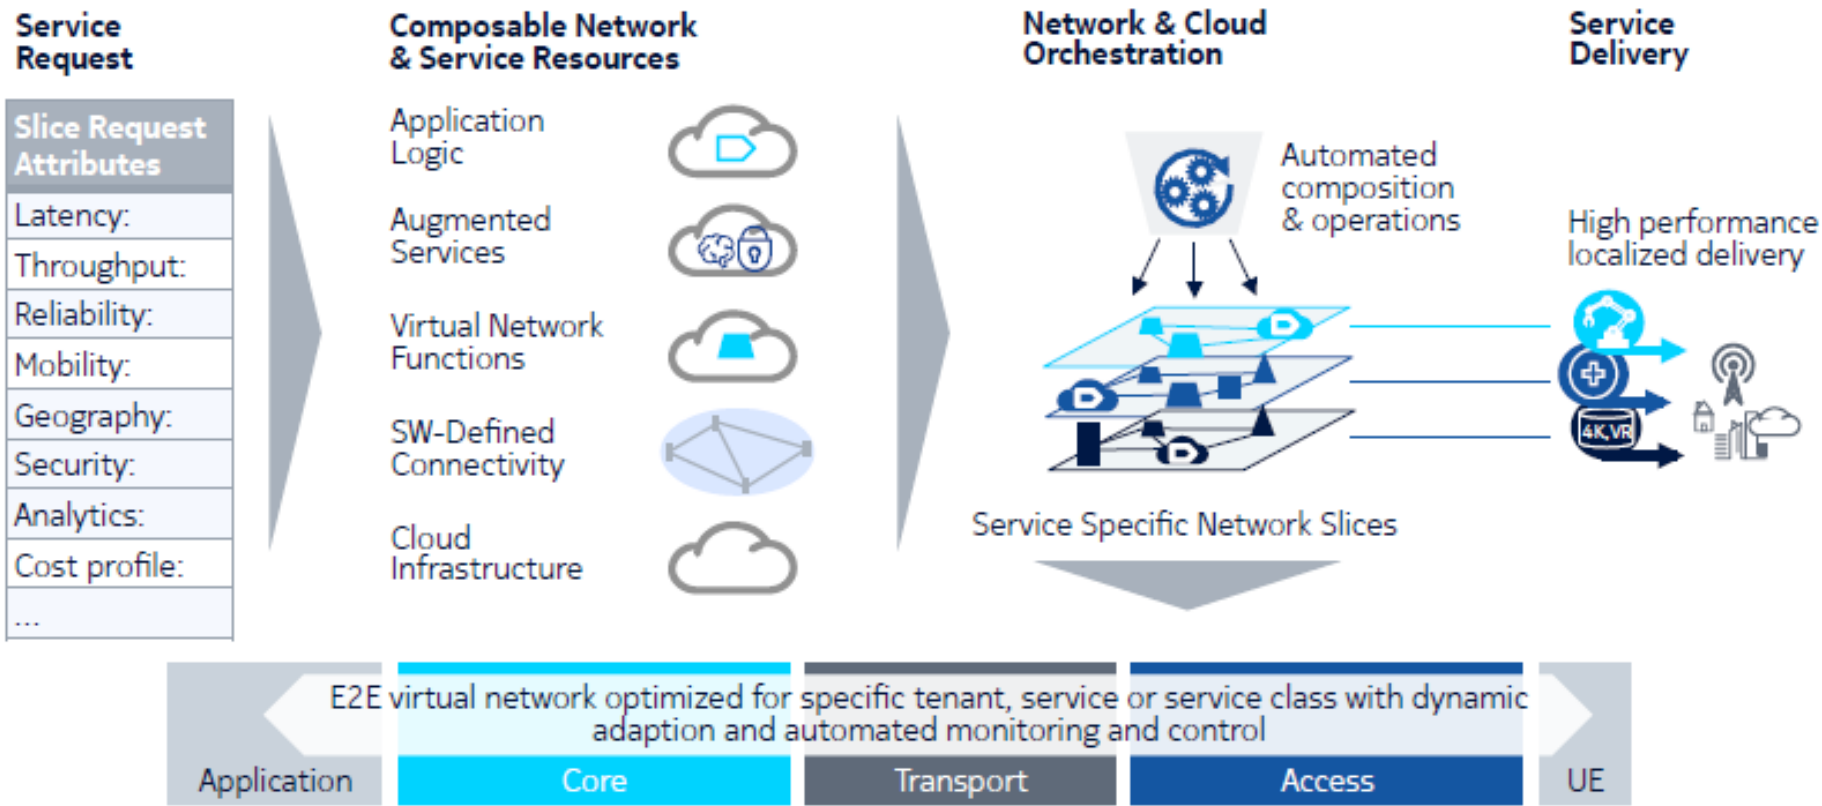 Service
Request
Slice Request
Attributes
Latency:
Throughput:
Reliability:
Mobility:
Geography:
Security:
Analytics:
Cost profile:
...
Composable Network
& Service Resources
Application
Logic
Augmented
Services
Virtual Network
Functions
SW-Defined
Connectivity
Cloud
Infrastructure
Network & Cloud
Orchestration
Automated
composition
& operations
Service Specific Network Slices
Service
Delivery
High performance
localized delivery
4K,VR
E2E virtual network optimized for specific tenant, service or service class with dynamic
adaption and automated monitoring and control
Application
Core
Transport
Access
UE